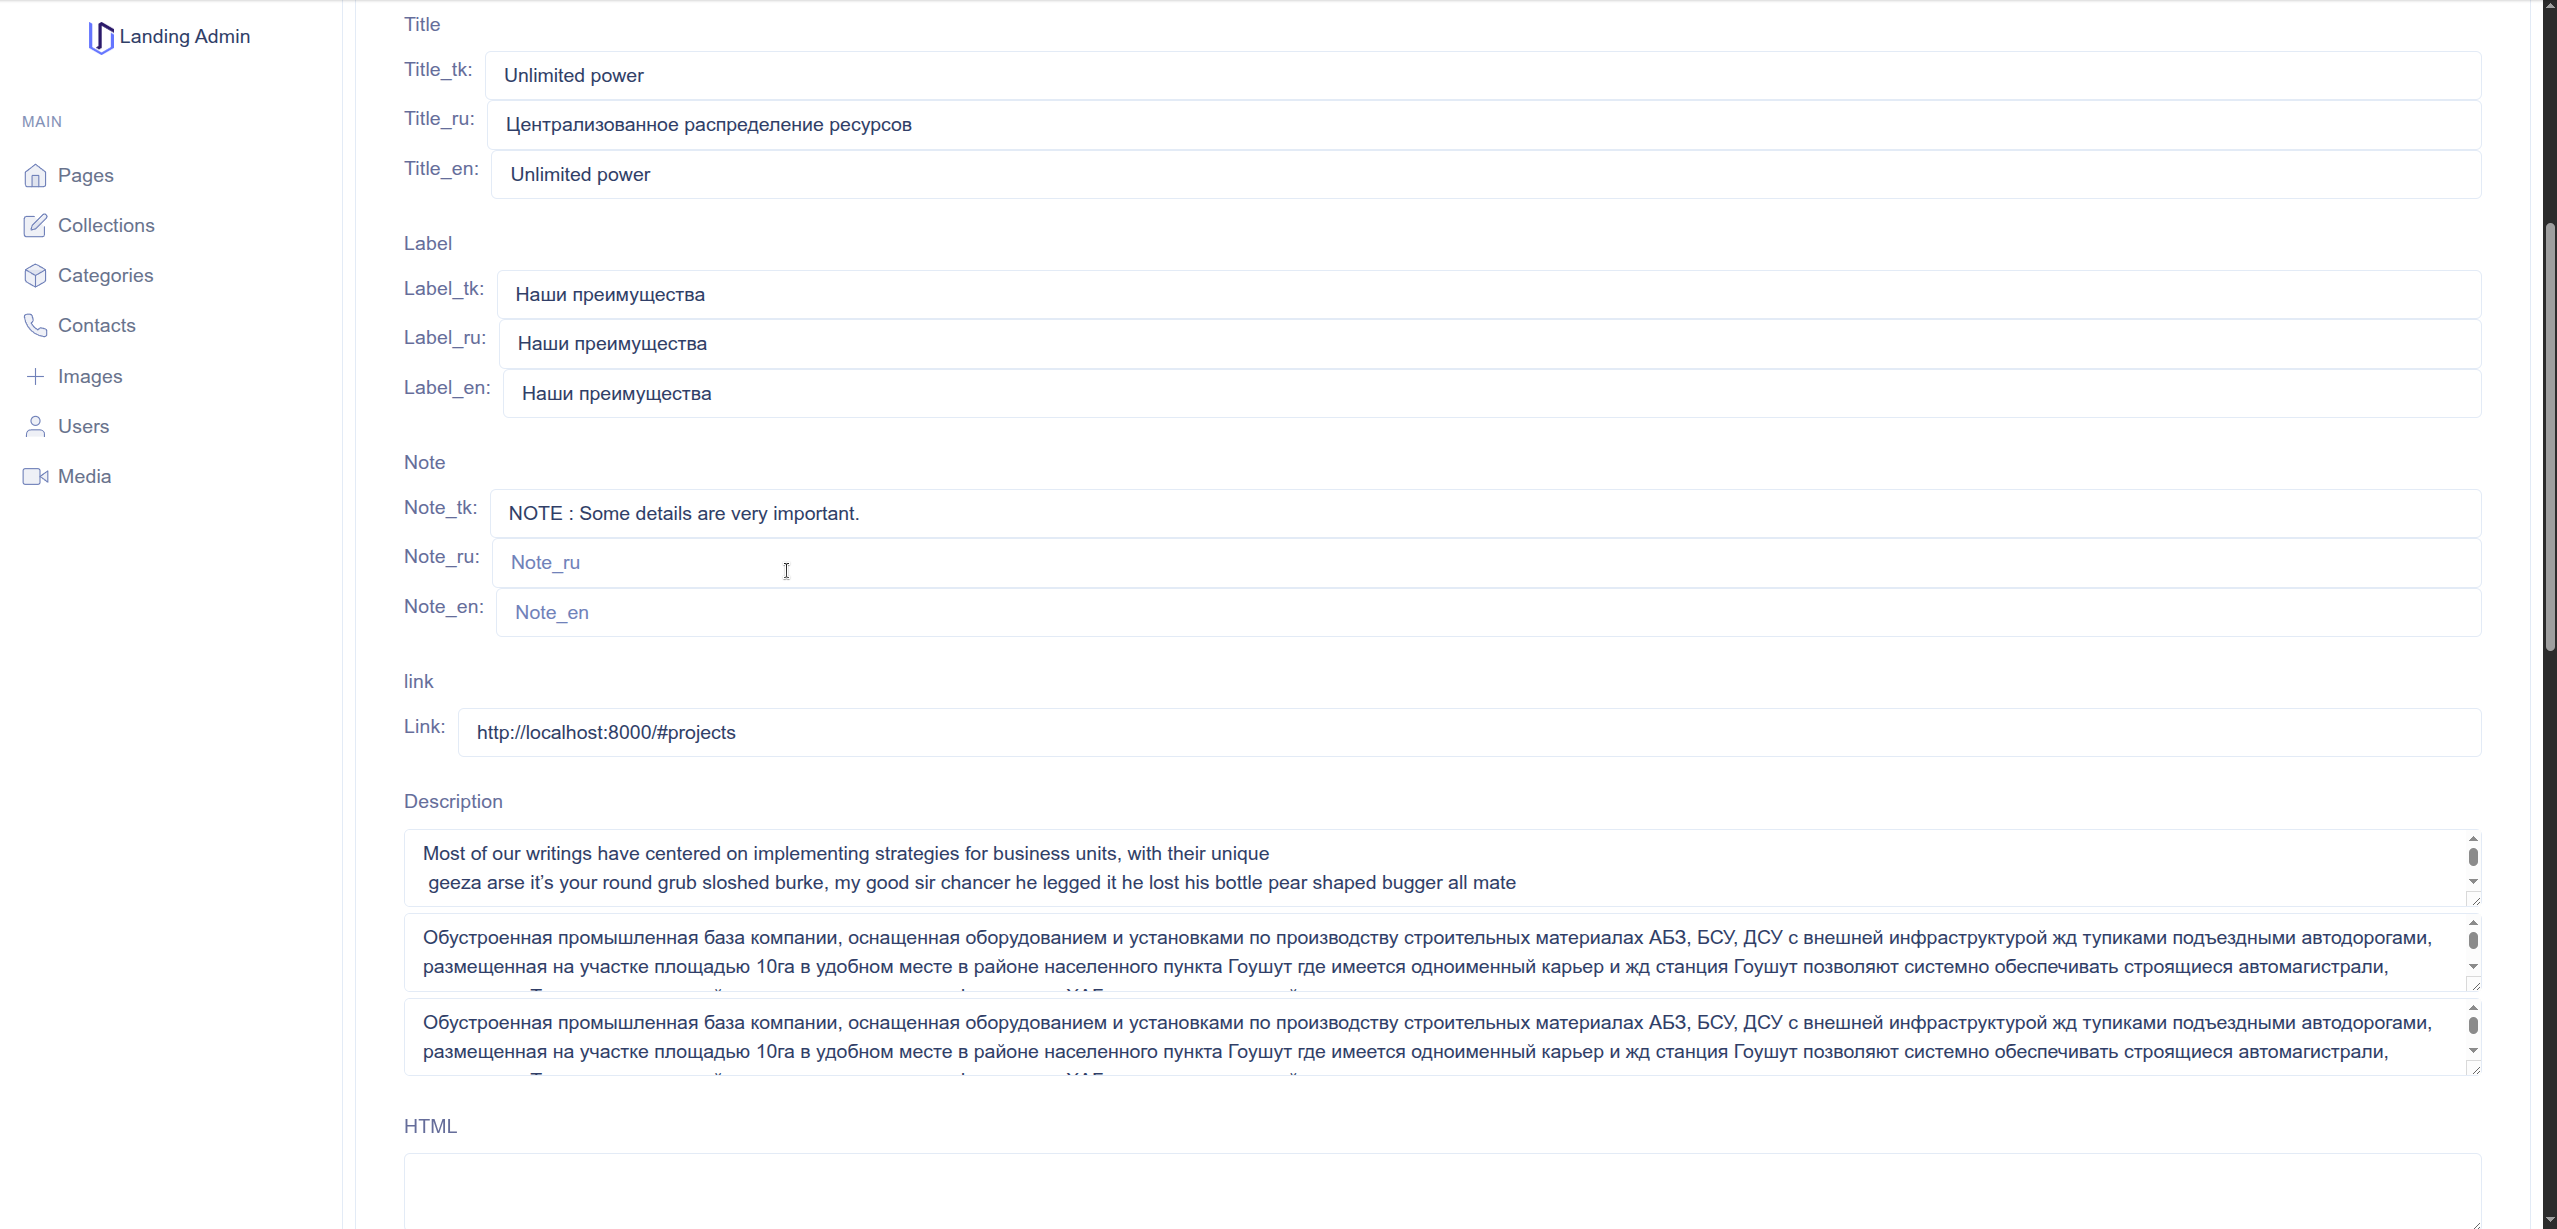 Landing Admin
MAIN
Pages
Collections
Categories
Contacts
Images
Users
Media
Title
Title_tk: Unlimited power
Title_ru: Централизованное распределение ресурсов
Title_en: Unlimited power
Label
Label_tk: Наши преимущества
Label_ru: Наши преимущества
Label_en: Наши преимущества
Note
Note_tk: NOTE : Some details are very important.
Note_ru: Note_ru
Note_en: Note_en
link
Link: http://localhost:8000/#projects
Description
Most of our writings have centered on implementing strategies for business units, with their unique
geeza arse it’s your round grub sloshed burke, my good sir chancer he legged it he lost his bottle pear shaped bugger all mate
Обустроенная промышленная база компании, оснащенная оборудованием и установками по производству строительных материалах АБЗ, БСУ, ДСУ с внешней инфраструктурой жд тупиками подъездными автодорогами,
размещенная на участке площадью 10га в удобном месте в районе населенного пункта Гоушут где имеется одноименный карьер и жд станция Гоушут позволяют системно обеспечивать строящиеся автомагистрали,
Обустроенная промышленная база компании, оснащенная оборудованием и установками по производству строительных материалах АБЗ, БСУ, ДСУ с внешней инфраструктурой жд тупиками подъездными автодорогами,
размещенная на участке площадью 10га в удобном месте в районе населенного пункта Гоушут где имеется одноименный карьер и жд станция Гоушут позволяют системно обеспечивать строящиеся автомагистрали,
HTML